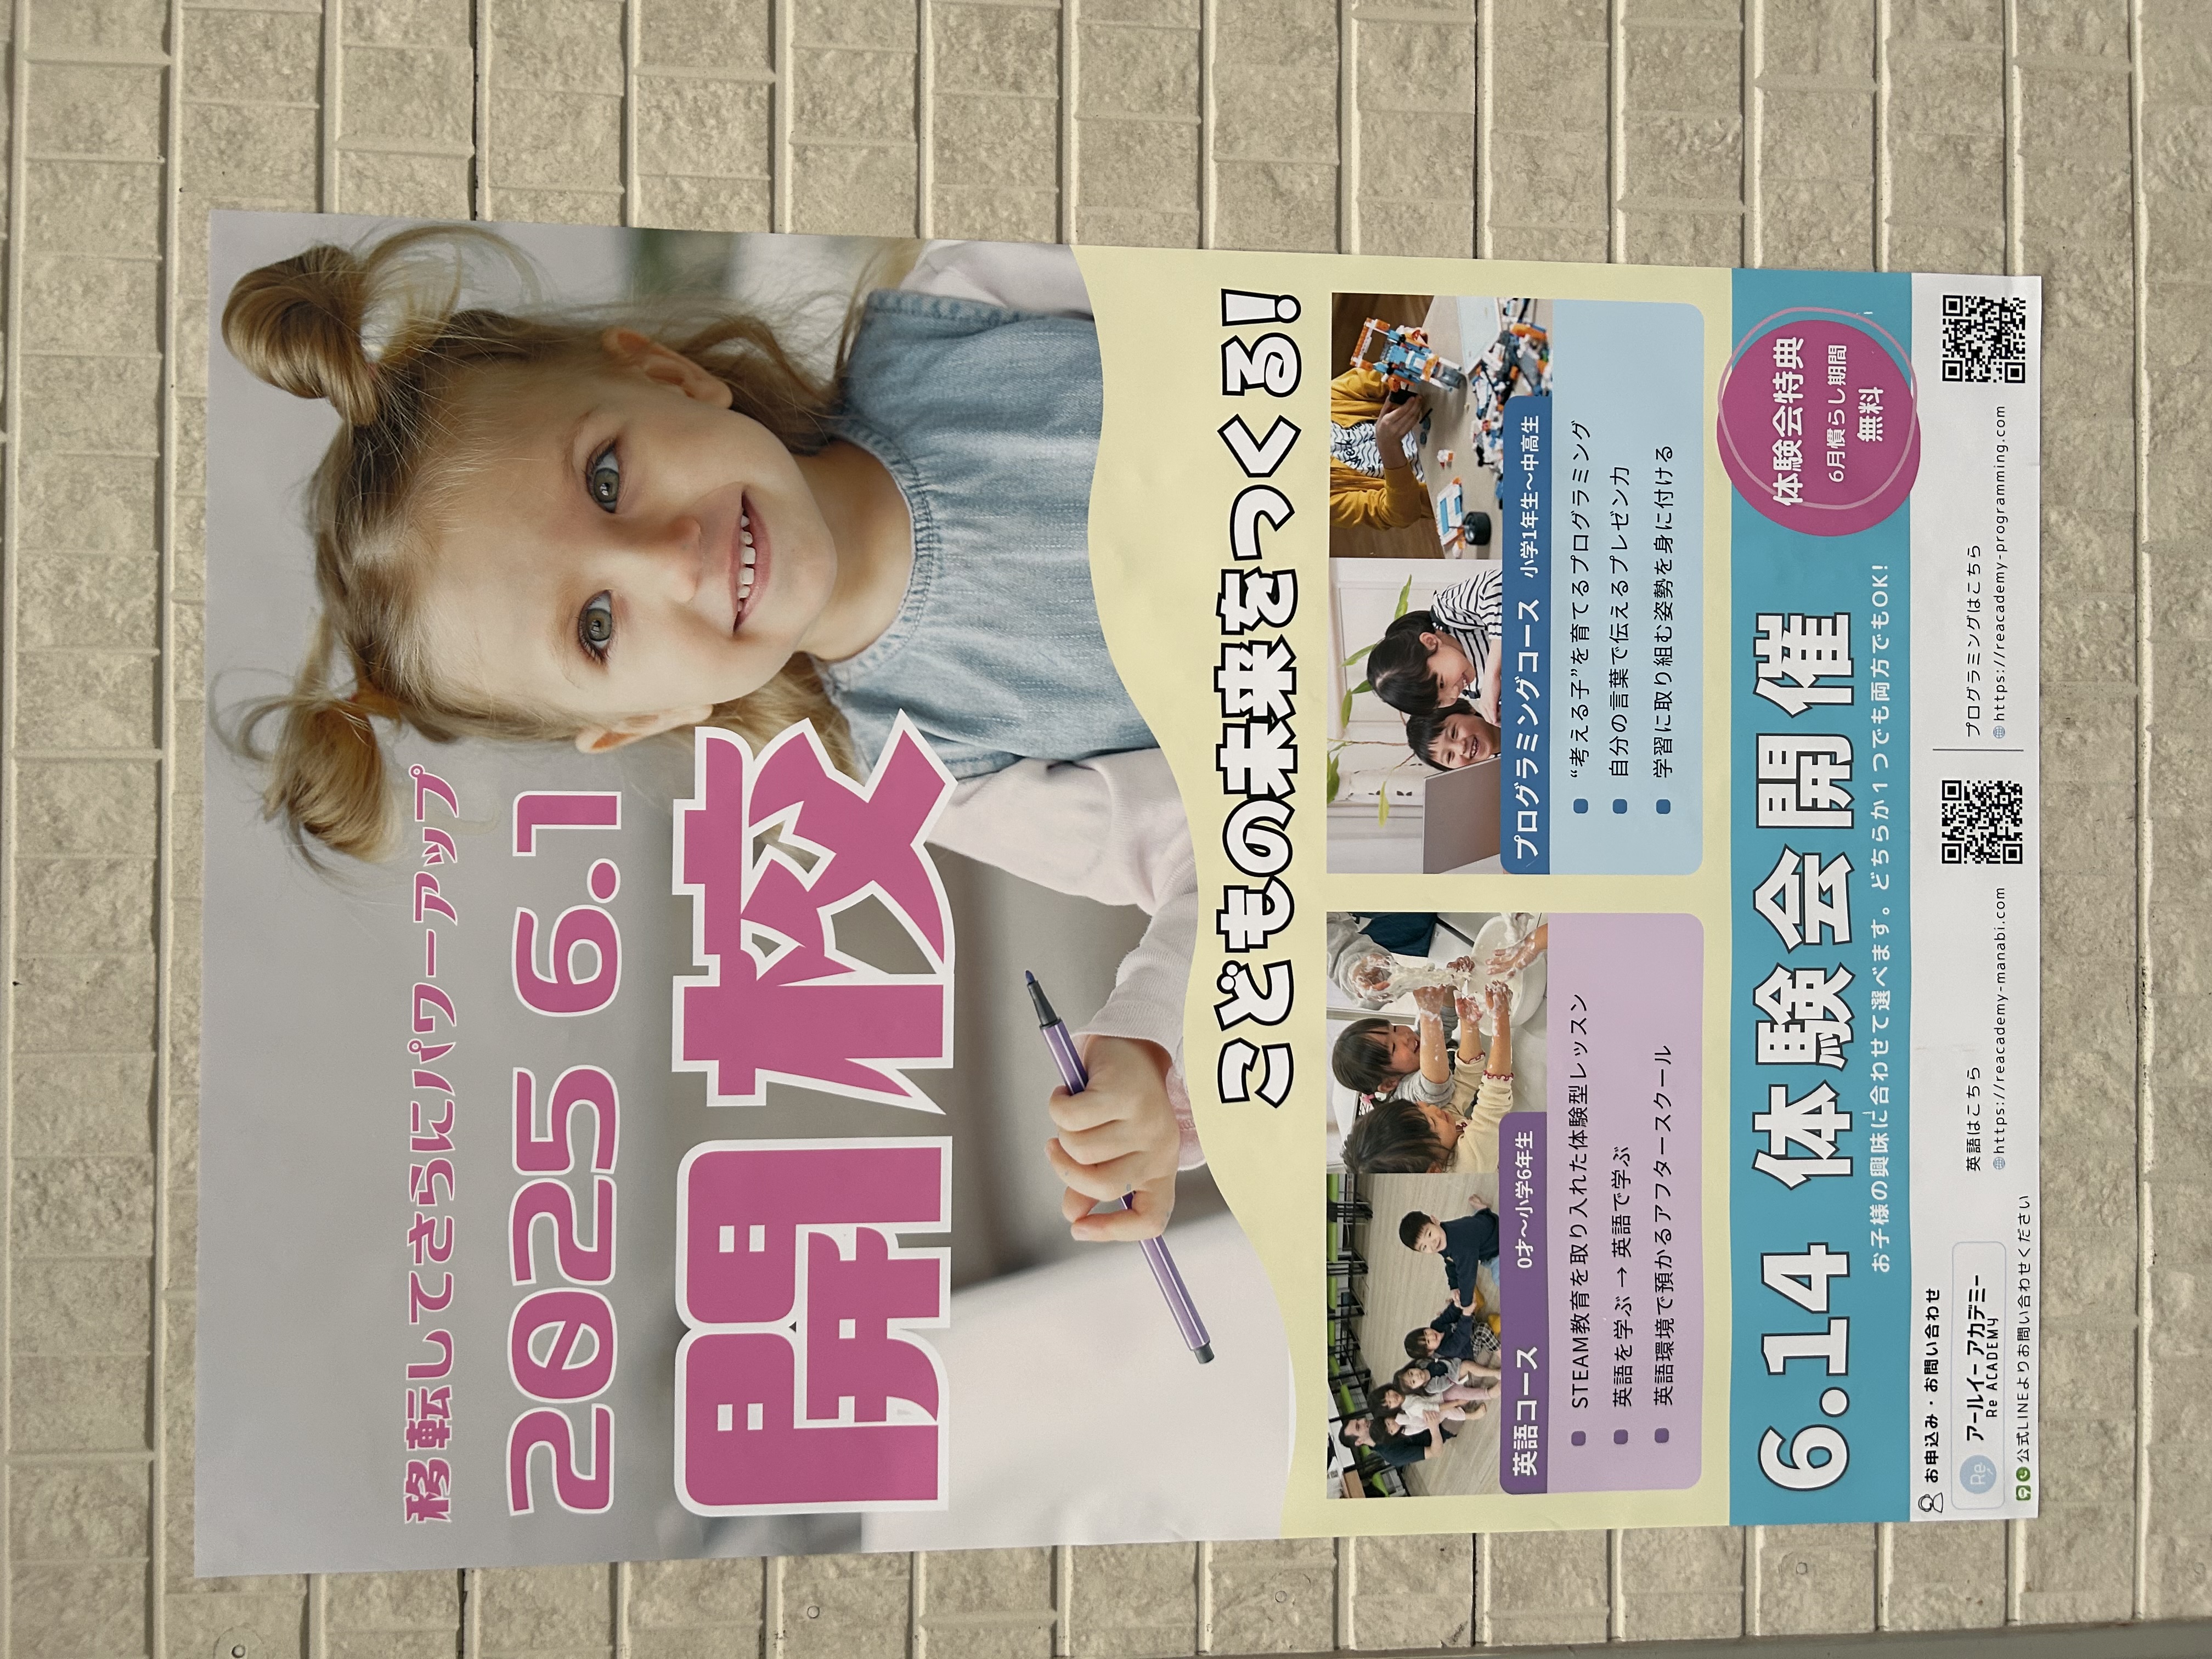 移転してさらにパワーアップ
2025 6.1
開校
こどもの未来をつくる!
英語コース 0才～小学6年生
STEAM教育を取り入れた体験型レッスン
英語を学ぶ → 英語で学ぶ
英語環境で預かるアフタースクール
プログラミングコース 小学1年生～中高生
“考える子”を育てるプログラミング
自分の言葉で伝えるプレゼン力
学習に取り組む姿勢を身に付ける
6.14 体験会開催
お子様の興味に合わせて選べます。どちらか1つでも両方でもOK!
体験会特典
6月慣らし期間
無料
お申込み・お問い合わせ
Re
アールイー アカデミー
Re ACADEMY
公式LINEよりお問い合わせください
英語はこちら
https://reacademy-manabi.com
プログラミングはこちら
https://reacademy-programming.com